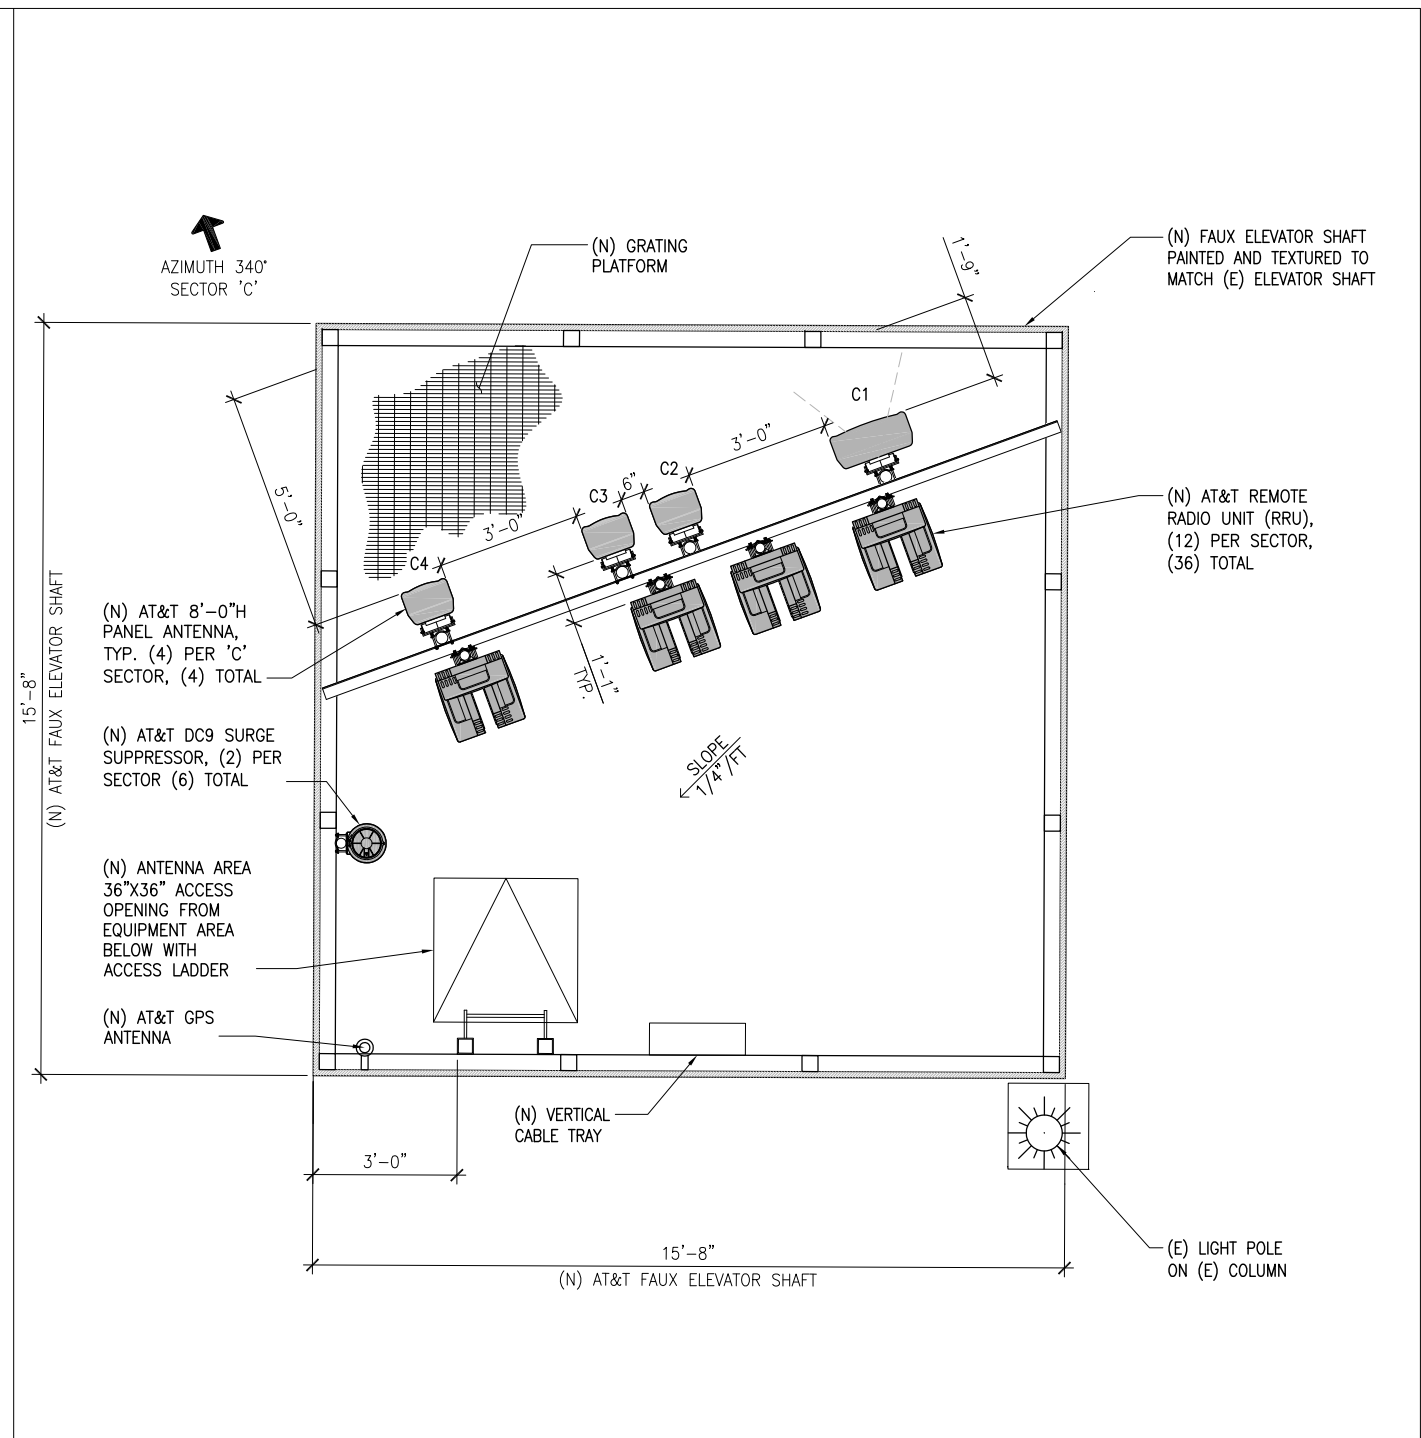 (N) GRATING
PLATFORM
1'-9"
(N) FAUX ELEVATOR SHAFT
PAINTED AND TEXTURED TO
MATCH (E) ELEVATOR SHAFT
AZIMUTH 340°
SECTOR 'C'
C1
3'-0"
C2
6"
C3
3'-0"
C4
5'-0"
(N) AT&T REMOTE
RADIO UNIT (RRU),
(12) PER SECTOR,
(36) TOTAL
(N) AT&T 8'-0"H
PANEL ANTENNA,
TYP. (4) PER 'C'
SECTOR, (4) TOTAL
1'-1"
TYP.
15'-8"
(N) AT&T FAUX ELEVATOR SHAFT
(N) AT&T DC9 SURGE
SUPPRESSOR, (2) PER
SECTOR (6) TOTAL
SLOPE
1/4"/FT
(N) ANTENNA AREA
36"X36" ACCESS
OPENING FROM
EQUIPMENT AREA
BELOW WITH
ACCESS LADDER
(N) AT&T GPS
ANTENNA
(N) VERTICAL
CABLE TRAY
3'-0"
15'-8"
(N) AT&T FAUX ELEVATOR SHAFT
(E) LIGHT POLE
ON (E) COLUMN